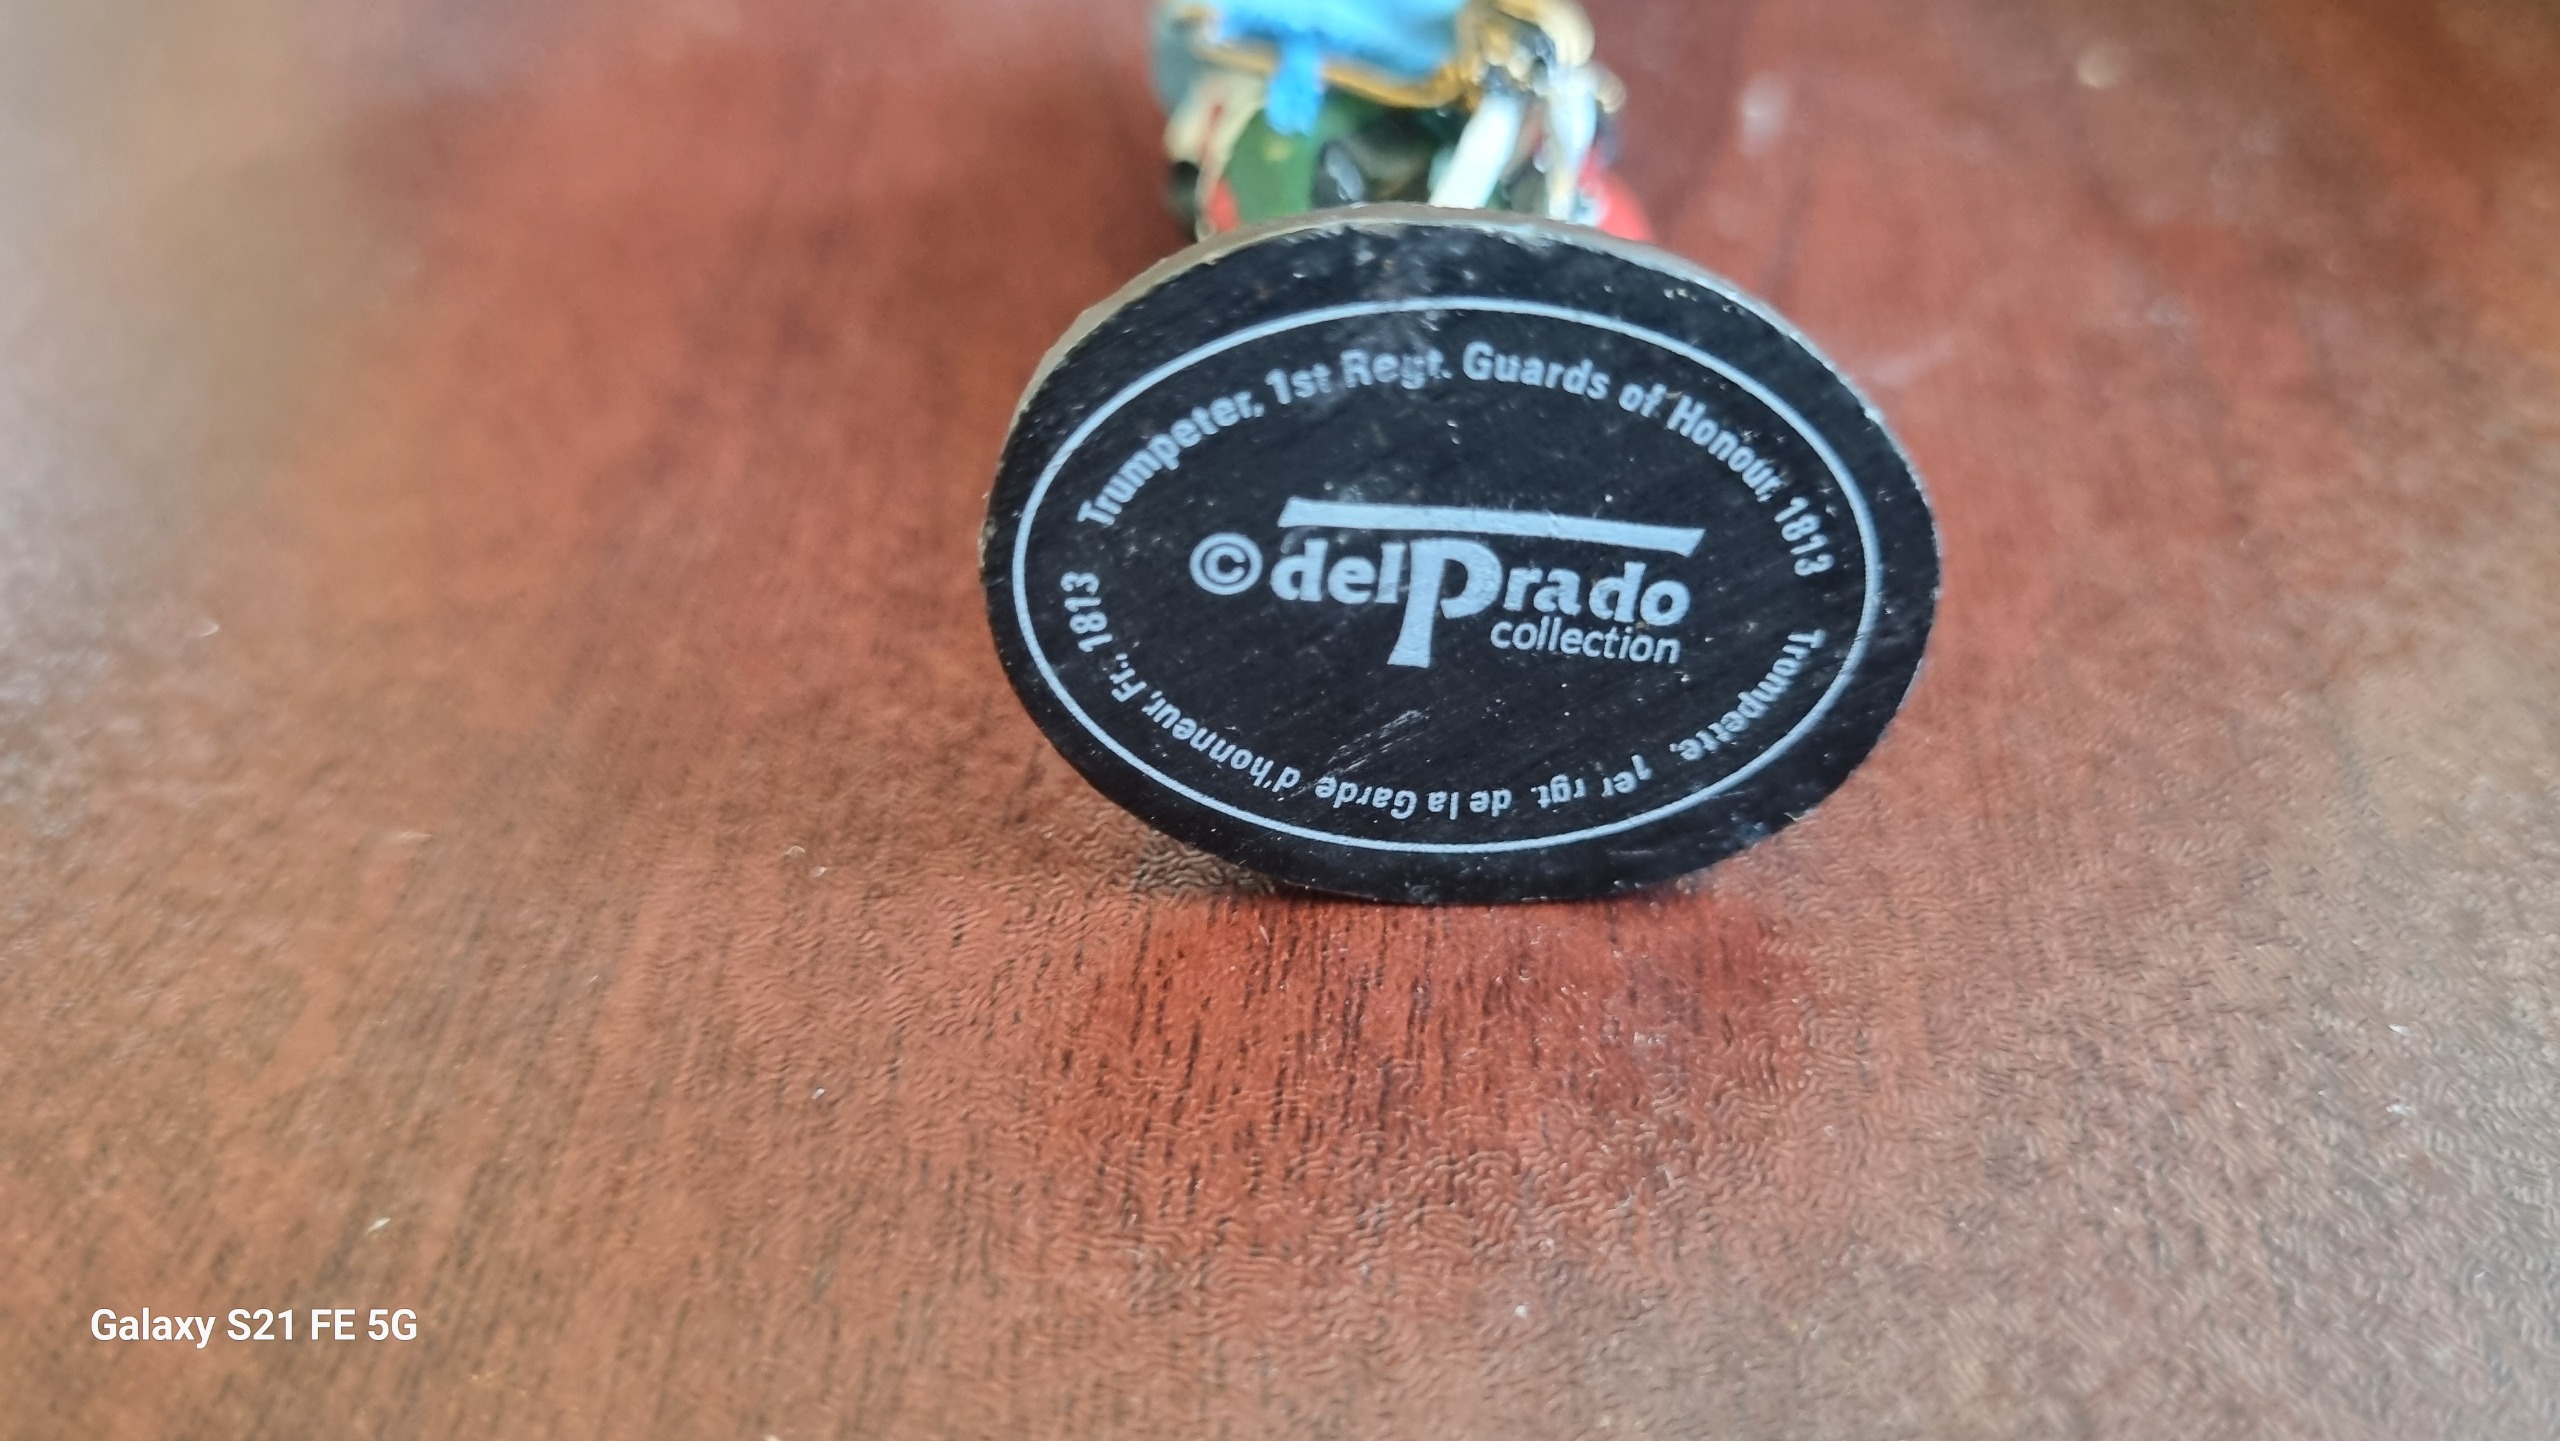 Trumpeter, 1st Regt. Guards of Honour, 1813
© delPrado
collection
Trompette, 1er rgt. de la Garde d'honneur, Fr., 1813
Galaxy S21 FE 5G